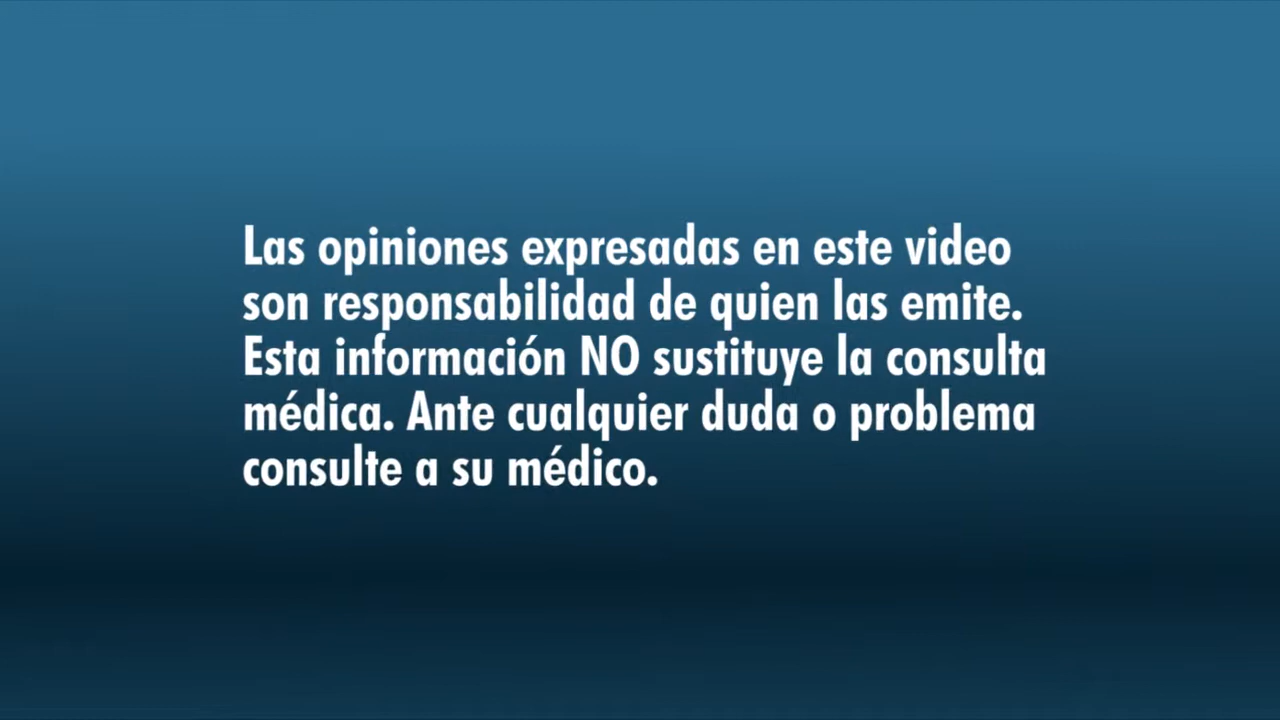 Las opiniones expresadas en este video
son responsabilidad de quien las emite.
Esta información NO sustituye la consulta
médica. Ante cualquier duda o problema
consulte a su médico.